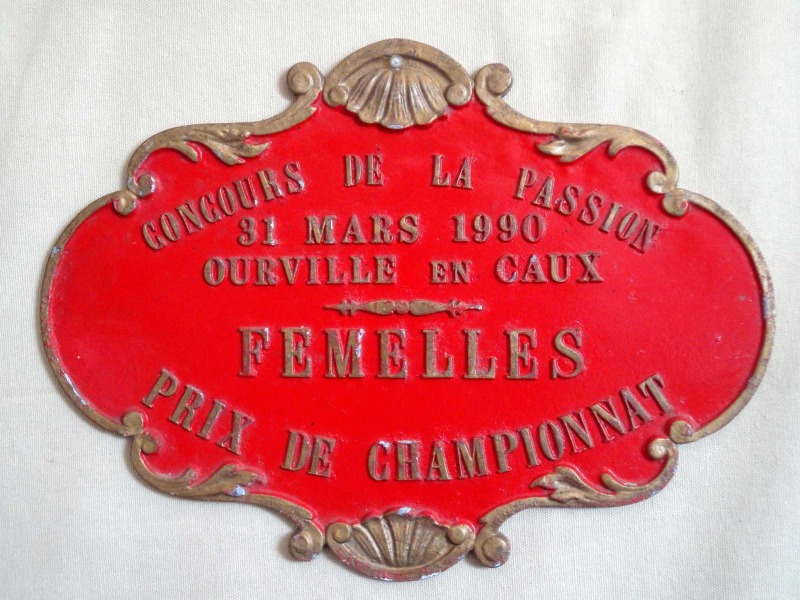 CONCOURS DE LA PASSION
31 MARS 1990
OURVILLE EN CAUX
FEMELLES
PRIX DE CHAMPIONNAT